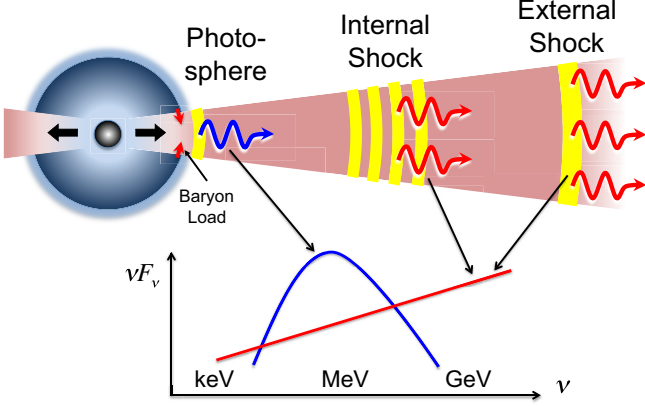 Photo-
sphere
Internal
Shock
External
Shock
Baryon
Load
νFν
keV
MeV
GeV
ν